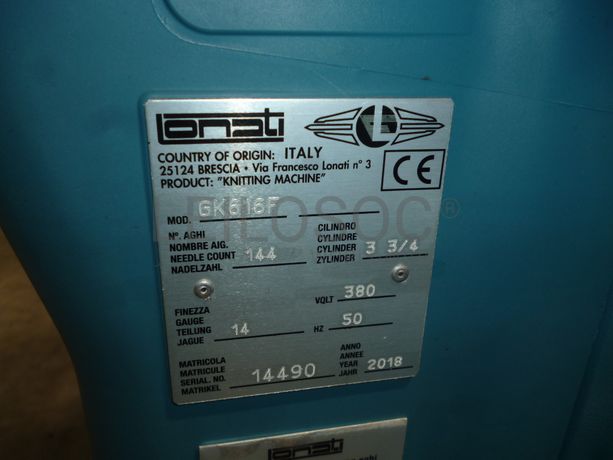 Lonati
COUNTRY OF ORIGIN: ITALY
25124 BRESCIA • Via Francesco Lonati n° 3
PRODUCT: "KNITTING MACHINE"
CE
MOD. GK616F
N°. AGHI
NOMBRE AIG.
NEEDLE COUNT 144
NADELZAHL
CILINDRO
CYLINDRE
CYLINDER 3 3/4
ZYLINDER
FINEZZA
GAUGE
TEILUNG 14
JAGUE
VOLT 380
HZ 50
MATRICOLA
MATRICULE
SERIAL. NO. 14490
MATRIKEL
ANNO
ANNEE
YEAR 2018
JAHR
FILOSOC®
Lonati